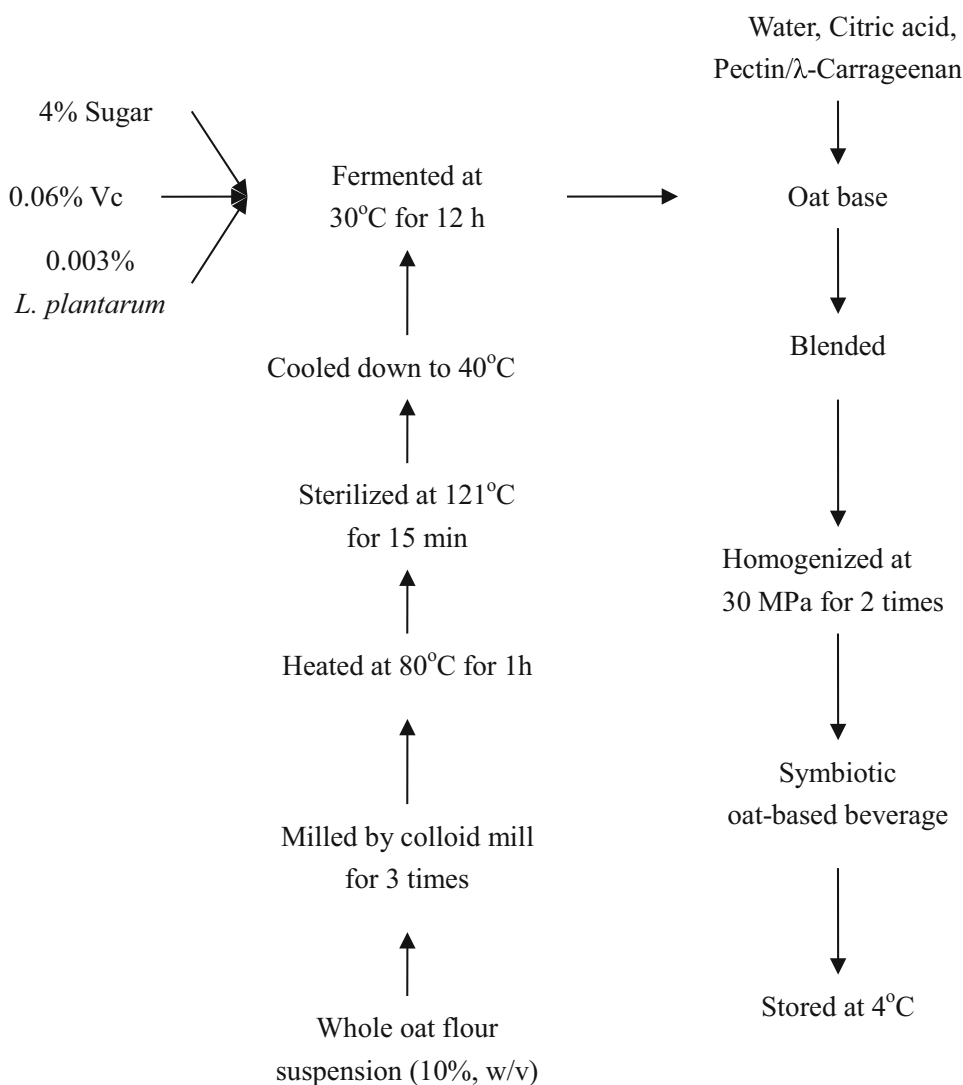 Water, Citric acid,
Pectin/λ-Carrageenan
4% Sugar
0.06% Vc
0.003%
L. plantarum
Fermented at
30°C for 12 h
Oat base
Cooled down to 40°C
Blended
Sterilized at 121°C
for 15 min
Homogenized at
30 MPa for 2 times
Heated at 80°C for 1h
Symbiotic
oat-based beverage
Milled by colloid mill
for 3 times
Stored at 4°C
Whole oat flour
suspension (10%, w/v)